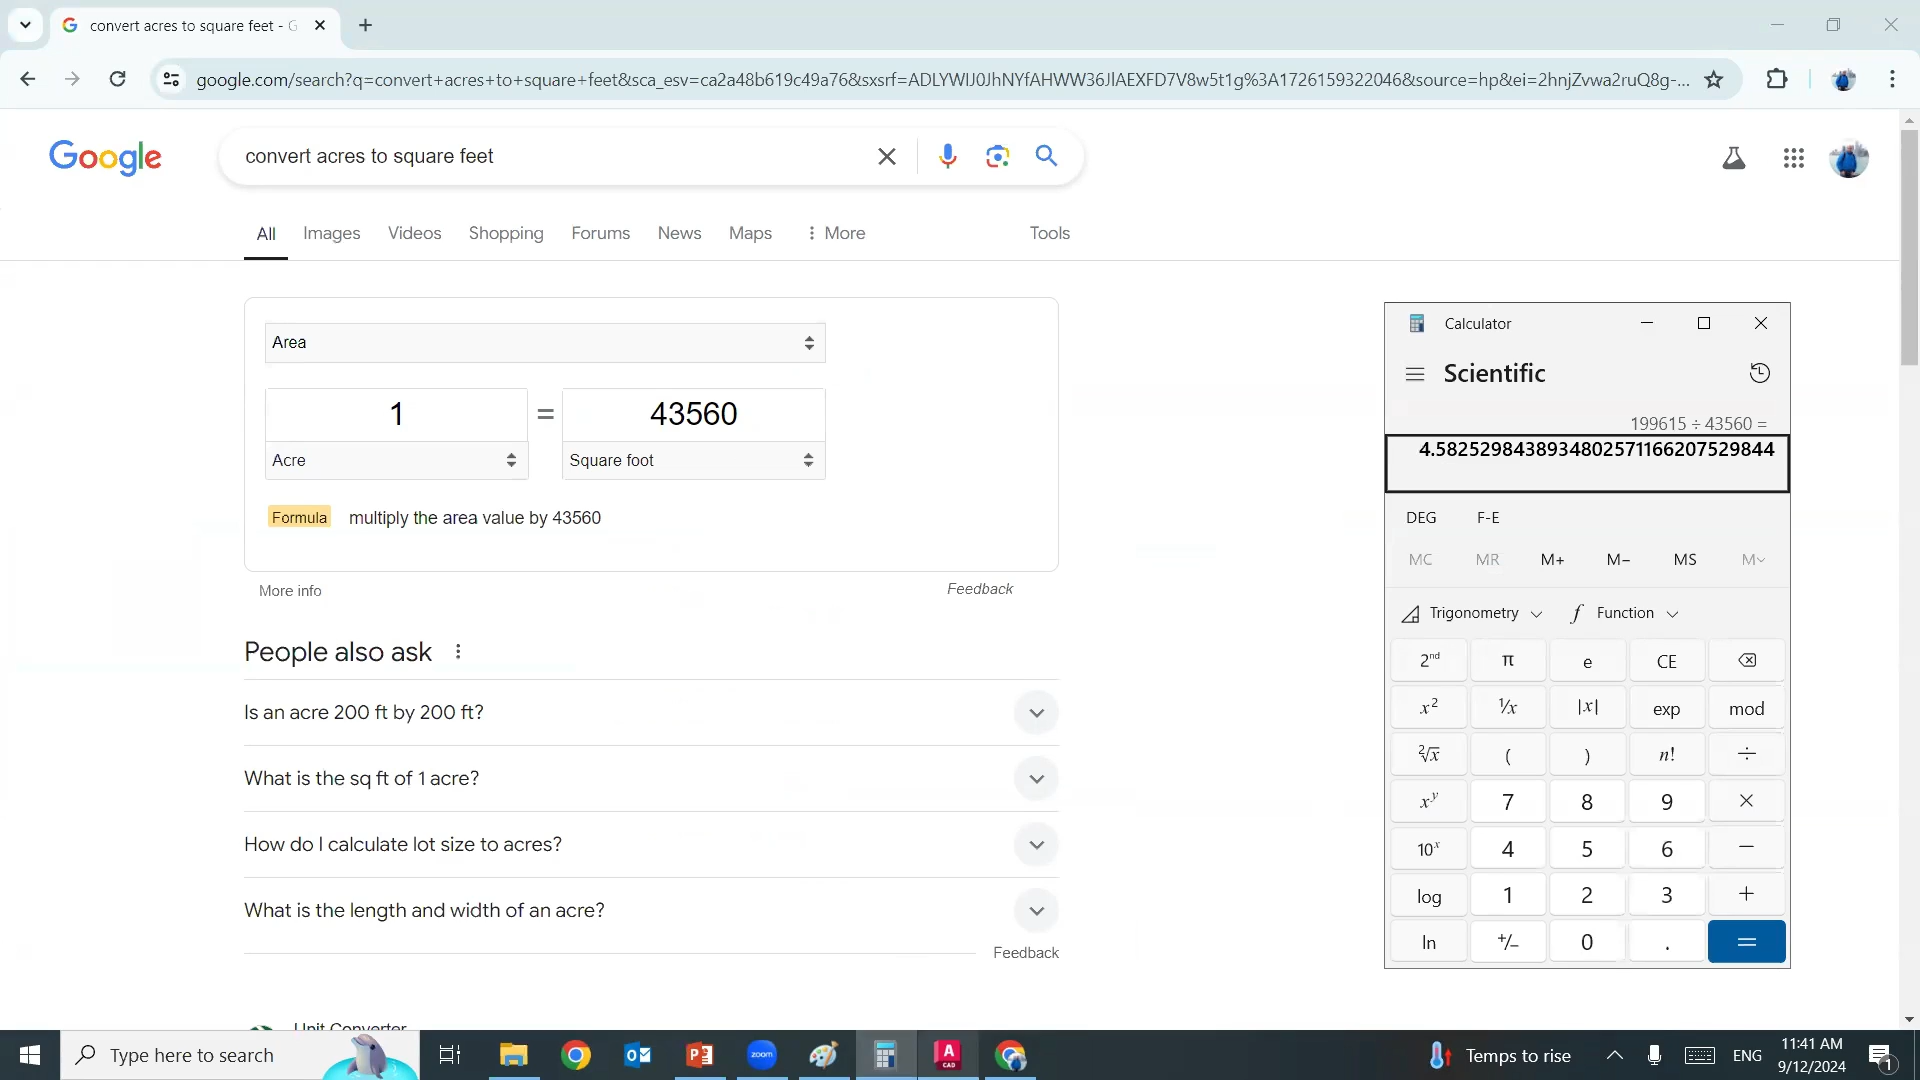 convert acres to square feet - G
google.com/search?q=convert+acres+to+square+feet&sca_esv=ca2a48b619c49a76&sxsrf=ADLYWIJ0JhNYfAHWW36JlAEXFD7V8w5t1g%3A1726159322046&source=hp&ei=2hnjZvwa2ruQ8g-...
Google
convert acres to square feet
All Images Videos Shopping Forums News Maps More Tools
Area
1 = 43560
Acre Square foot
Formula multiply the area value by 43560
More info Feedback
People also ask
Is an acre 200 ft by 200 ft?
What is the sq ft of 1 acre?
How do I calculate lot size to acres?
What is the length and width of an acre?
Feedback
Unit Converter
Calculator
Scientific
199615 ÷ 43560 =
4.5825298438934802571166207529844
DEG F-E
MC MR M+ M− MS M
Trigonometry f Function
2nd π e CE
x2 1/x |x| exp mod
2√x ( ) n! ÷
xy 7 8 9 ×
10x 4 5 6 −
log 1 2 3 +
ln +/− 0 . =
Type here to search
zoom
A
CAD
Temps to rise
ENG
11:41 AM
9/12/2024
1